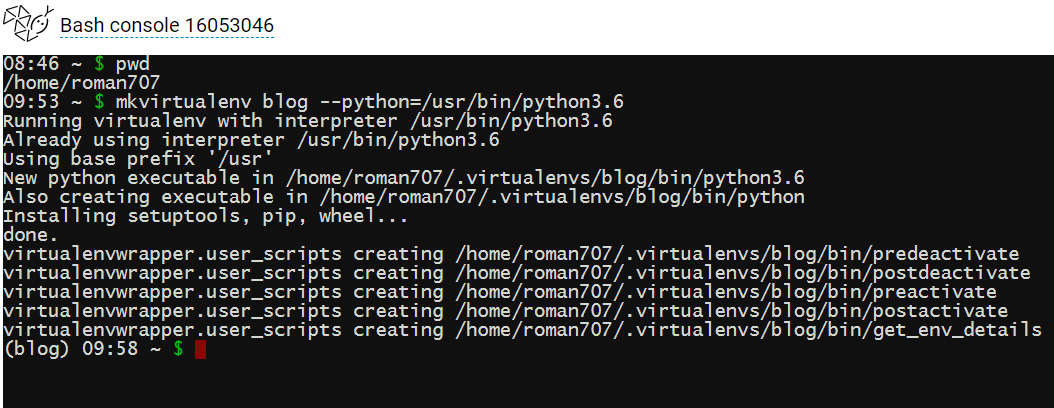 Bash console 16053046
08:46 ~ $ pwd
/home/roman707
09:53 ~ $ mkvirtualenv blog --python=/usr/bin/python3.6
Running virtualenv with interpreter /usr/bin/python3.6
Already using interpreter /usr/bin/python3.6
Using base prefix '/usr'
New python executable in /home/roman707/.virtualenvs/blog/bin/python3.6
Also creating executable in /home/roman707/.virtualenvs/blog/bin/python
Installing setuptools, pip, wheel...
done.
virtualenvwrapper.user_scripts creating /home/roman707/.virtualenvs/blog/bin/predeactivate
virtualenvwrapper.user_scripts creating /home/roman707/.virtualenvs/blog/bin/postdeactivate
virtualenvwrapper.user_scripts creating /home/roman707/.virtualenvs/blog/bin/preactivate
virtualenvwrapper.user_scripts creating /home/roman707/.virtualenvs/blog/bin/postactivate
virtualenvwrapper.user_scripts creating /home/roman707/.virtualenvs/blog/bin/get_env_details
(blog) 09:58 ~ $